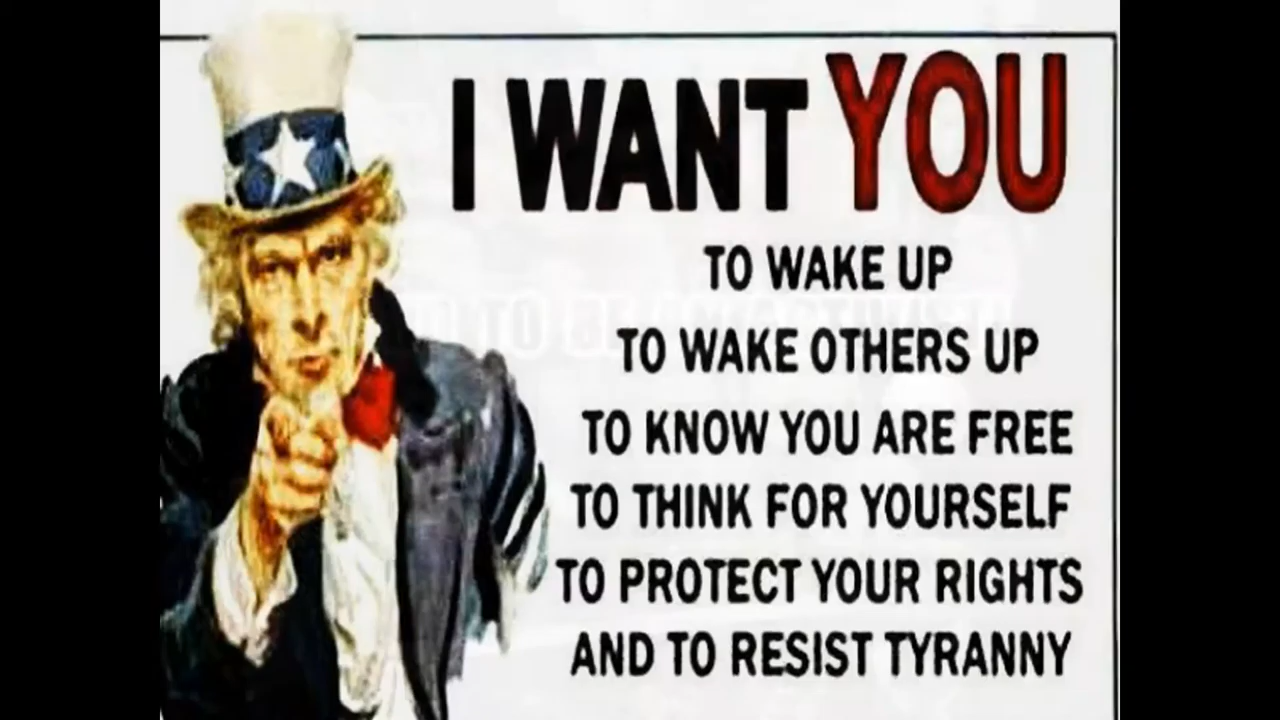 I WANT YOU
TO WAKE UP
TO WAKE OTHERS UP
TO KNOW YOU ARE FREE
TO THINK FOR YOURSELF
TO PROTECT YOUR RIGHTS
AND TO RESIST TYRANNY